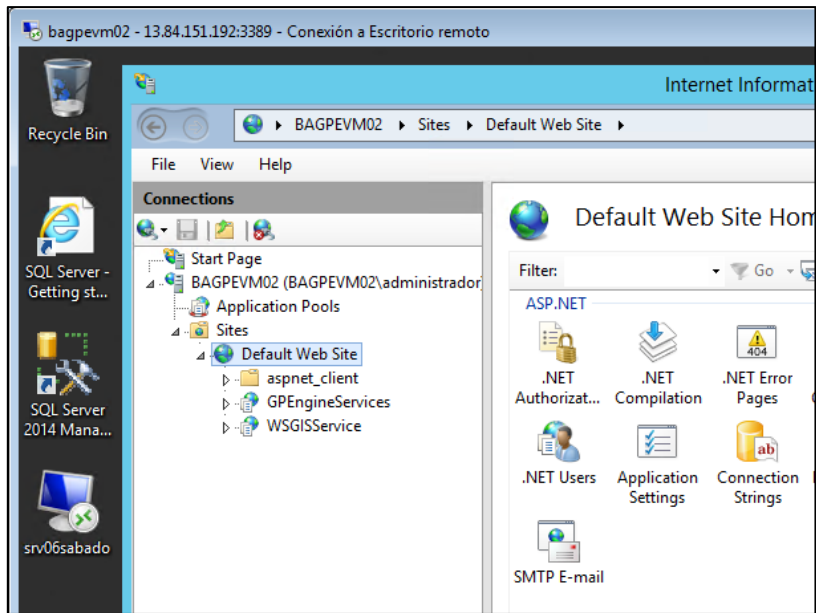 bagpevm02 - 13.84.151.192:3389 - Conexión a Escritorio remoto
Recycle Bin
SQL Server -
Getting st...
SQL Server
2014 Mana...
srv06sabado
Internet Informat
BAGPEVM02 Sites Default Web Site
File View Help
Connections
Start Page
BAGPEVM02 (BAGPEVM02\administrador
Application Pools
Sites
Default Web Site
aspnet_client
GPEngineServices
WSGISService
Default Web Site Hom
Filter: Go
ASP.NET
.NET
Authorizat...
.NET
Compilation
404
.NET Error
Pages
.NET Users
Application
Settings
ab
Connection
Strings
SMTP E-mail